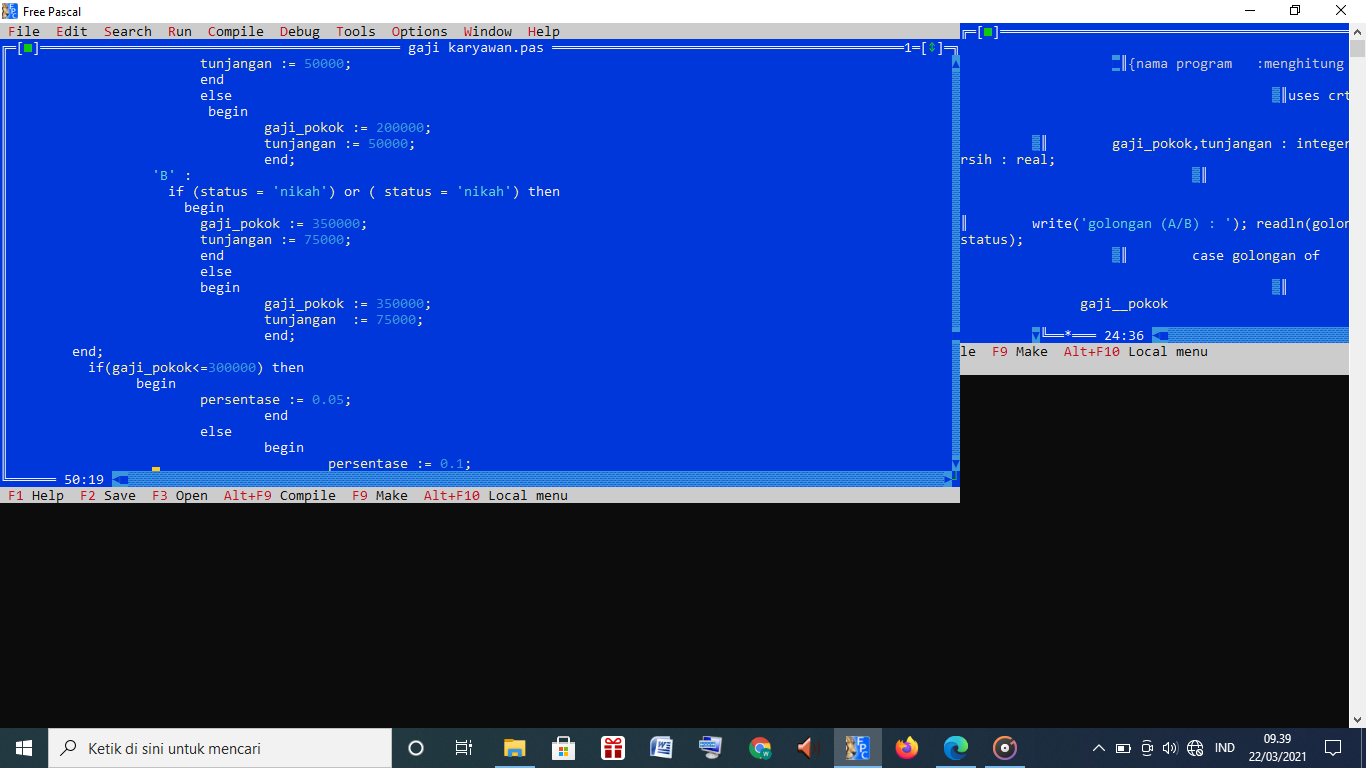 Free Pascal
File Edit Search Run Compile Debug Tools Options Window Help
gaji karyawan.pas 1
tunjangan := 50000;
end
else
begin
gaji_pokok := 200000;
tunjangan := 50000;
end;
'B' :
if (status = 'nikah') or ( status = 'nikah') then
begin
gaji_pokok := 350000;
tunjangan := 75000;
end
else
begin
gaji_pokok := 350000;
tunjangan := 75000;
end;
end;
if(gaji_pokok<=300000) then
begin
persentase := 0.05;
end
else
begin
persentase := 0.1;
50:19
F1 Help F2 Save F3 Open Alt+F9 Compile F9 Make Alt+F10 Local menu
{nama program :menghitung
uses crt
gaji_pokok,tunjangan : integer
rsih : real;
write('golongan (A/B) : '); readln(golon
status);
case golongan of
gaji__pokok
* 24:36
le F9 Make Alt+F10 Local menu
Ketik di sini untuk mencari
IND
09.39
22/03/2021